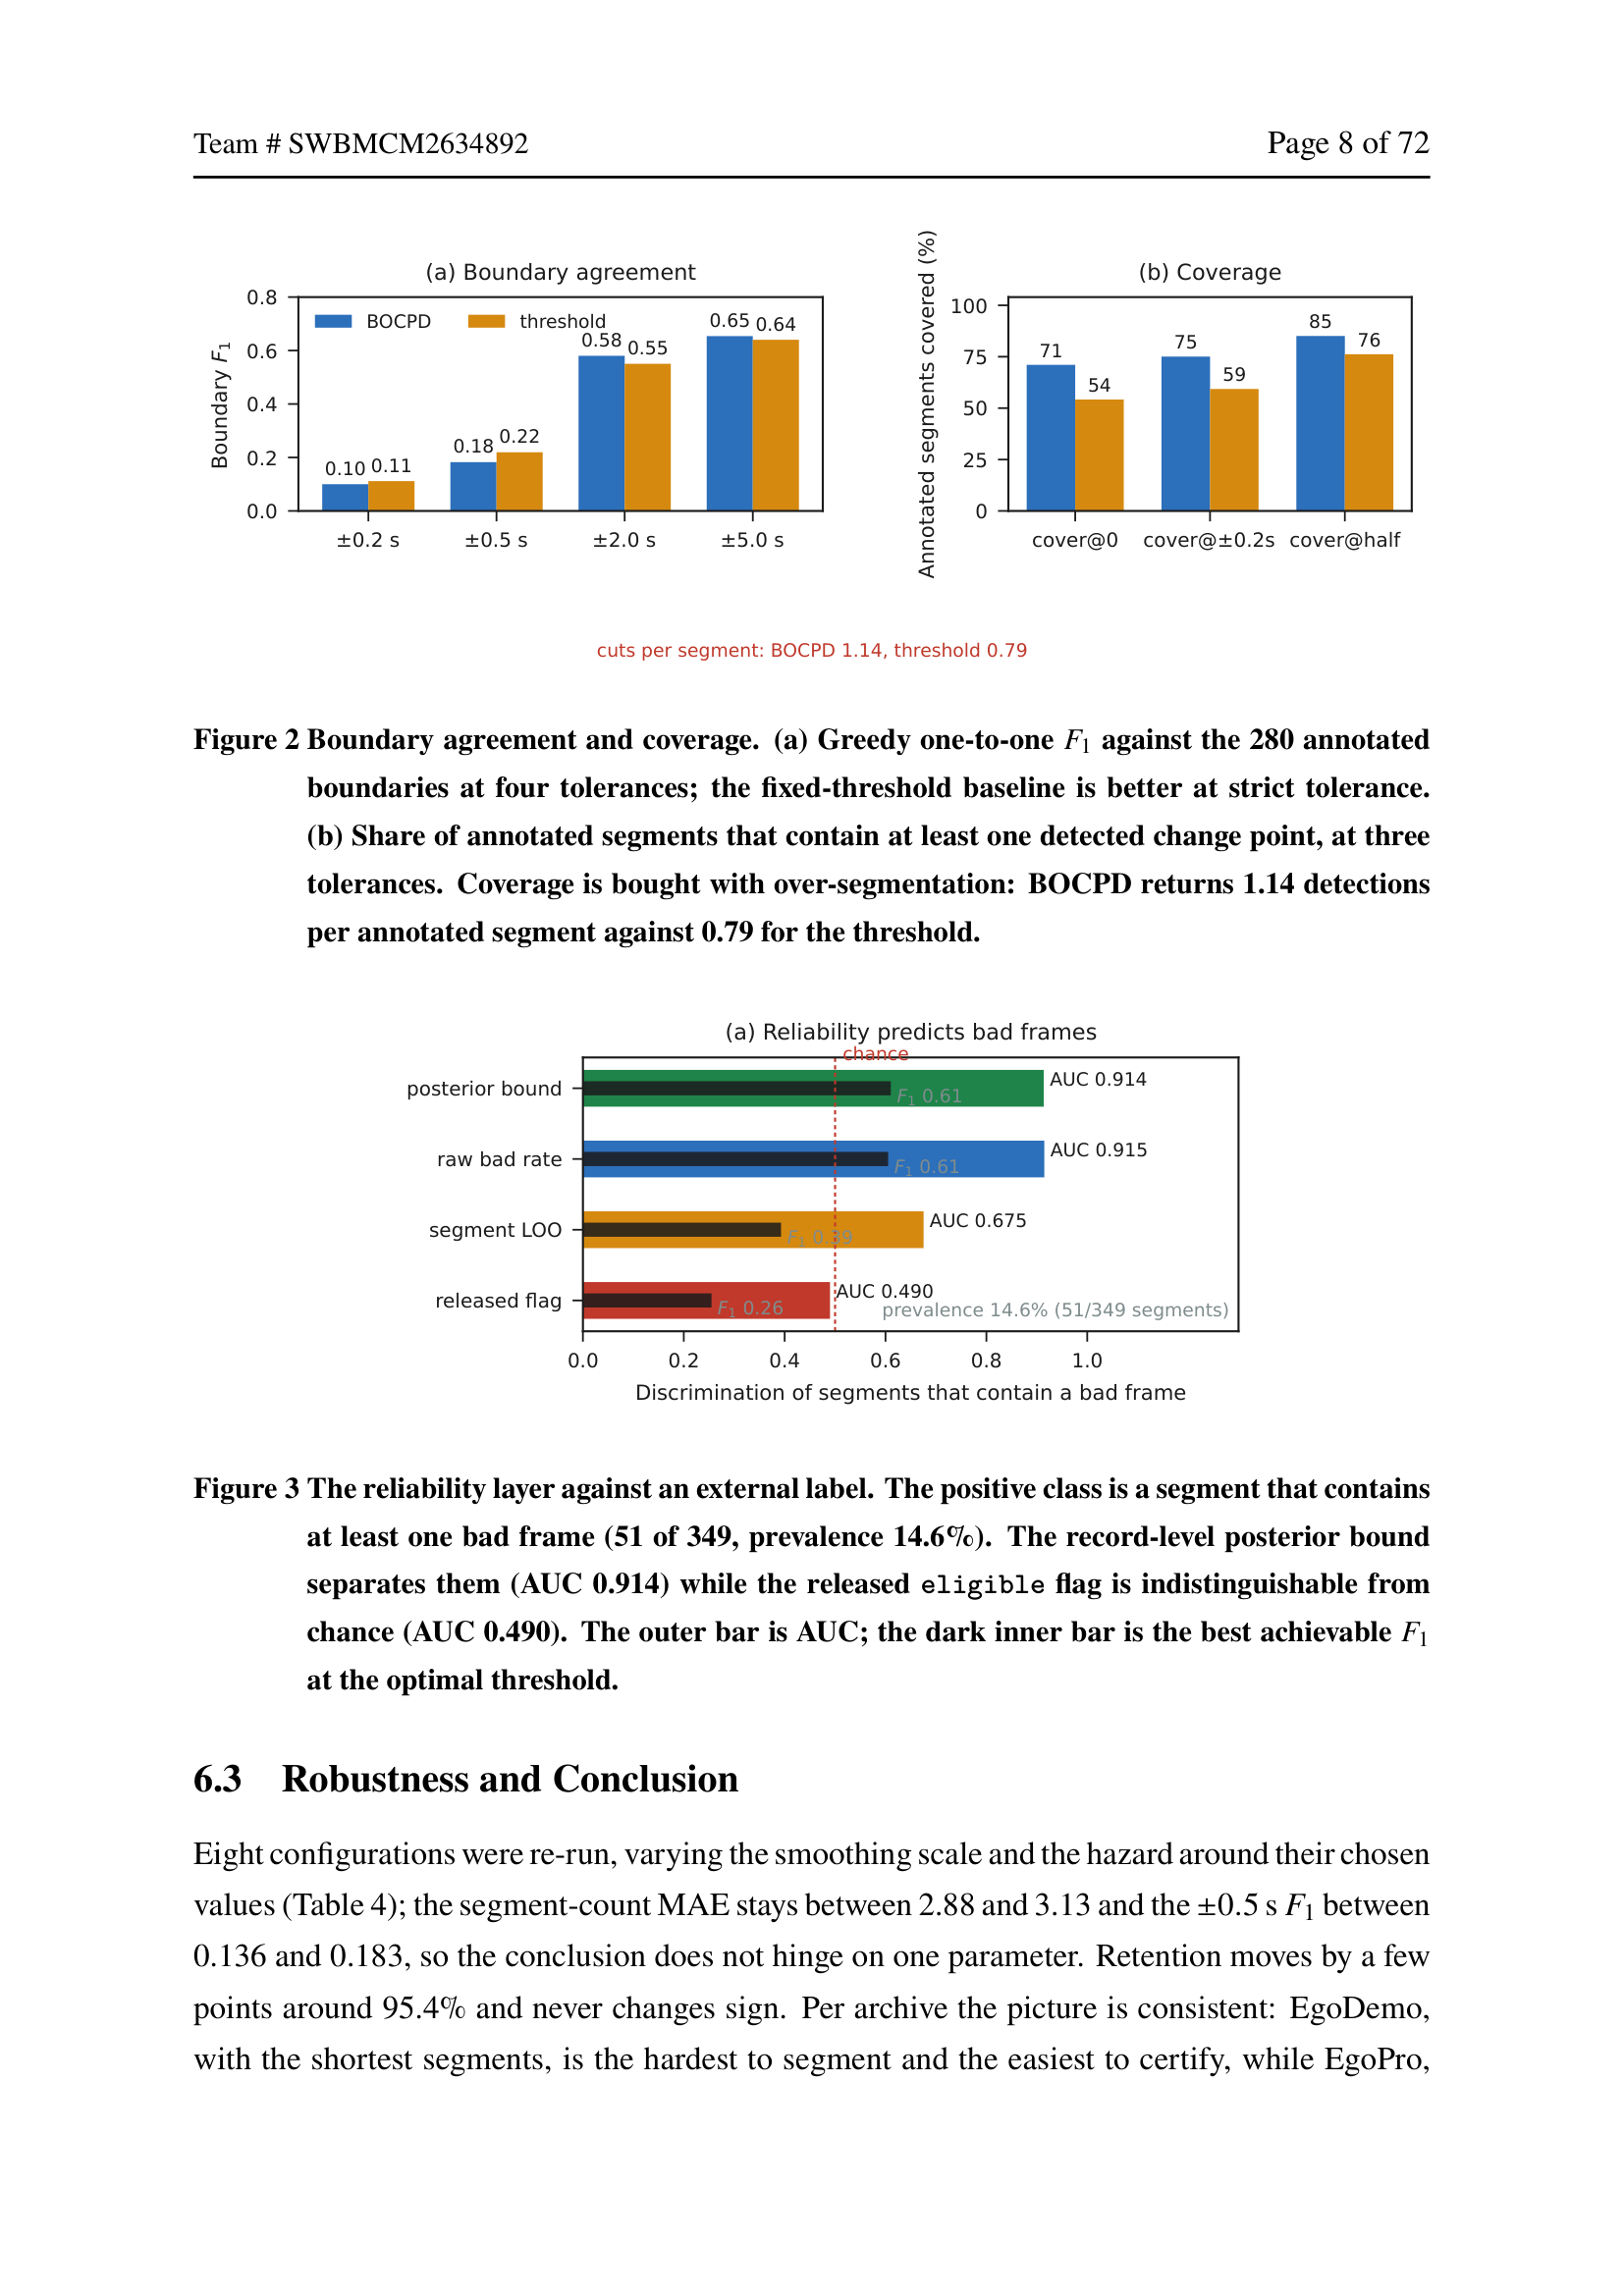 Team # SWBMCM2634892
Page 8 of 72
(a) Boundary agreement
Boundary F1
0.8
0.6
0.4
0.2
0.0
BOCPD
threshold
0.10
0.11
0.18
0.22
0.58
0.55
0.65
0.64
±0.2 s
±0.5 s
±2.0 s
±5.0 s
(b) Coverage
Annotated segments covered (%)
100
75
50
25
0
71
54
75
59
85
76
cover@0
cover@±0.2s
cover@half
cuts per segment: BOCPD 1.14, threshold 0.79
Figure 2 Boundary agreement and coverage. (a) Greedy one-to-one F1 against the 280 annotated
boundaries at four tolerances; the fixed-threshold baseline is better at strict tolerance.
(b) Share of annotated segments that contain at least one detected change point, at three
tolerances. Coverage is bought with over-segmentation: BOCPD returns 1.14 detections
per annotated segment against 0.79 for the threshold.
(a) Reliability predicts bad frames
chance
posterior bound
F1 0.61
AUC 0.914
raw bad rate
F1 0.61
AUC 0.915
segment LOO
F1 0.39
AUC 0.675
released flag
F1 0.26
AUC 0.490
prevalence 14.6% (51/349 segments)
0.0
0.2
0.4
0.6
0.8
1.0
Discrimination of segments that contain a bad frame
Figure 3 The reliability layer against an external label. The positive class is a segment that contains
at least one bad frame (51 of 349, prevalence 14.6%). The record-level posterior bound
separates them (AUC 0.914) while the released eligible flag is indistinguishable from
chance (AUC 0.490). The outer bar is AUC; the dark inner bar is the best achievable F1
at the optimal threshold.
6.3 Robustness and Conclusion
Eight configurations were re-run, varying the smoothing scale and the hazard around their chosen
values (Table 4); the segment-count MAE stays between 2.88 and 3.13 and the ±0.5 s F1 between
0.136 and 0.183, so the conclusion does not hinge on one parameter. Retention moves by a few
points around 95.4% and never changes sign. Per archive the picture is consistent: EgoDemo,
with the shortest segments, is the hardest to segment and the easiest to certify, while EgoPro,